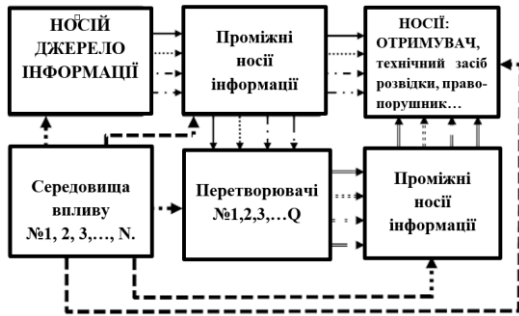 НОСІЙ
ДЖЕРЕЛО
ІНФОРМАЦІЇ
Проміжні
носії
інформації
НОСІЇ:
ОТРИМУВАЧ,
технічний засіб
розвідки, право-
порушник…
Середовища
впливу
№1, 2, 3,…, N.
Перетворювачі
№1,2,3,…Q
Проміжні
носії
інформації